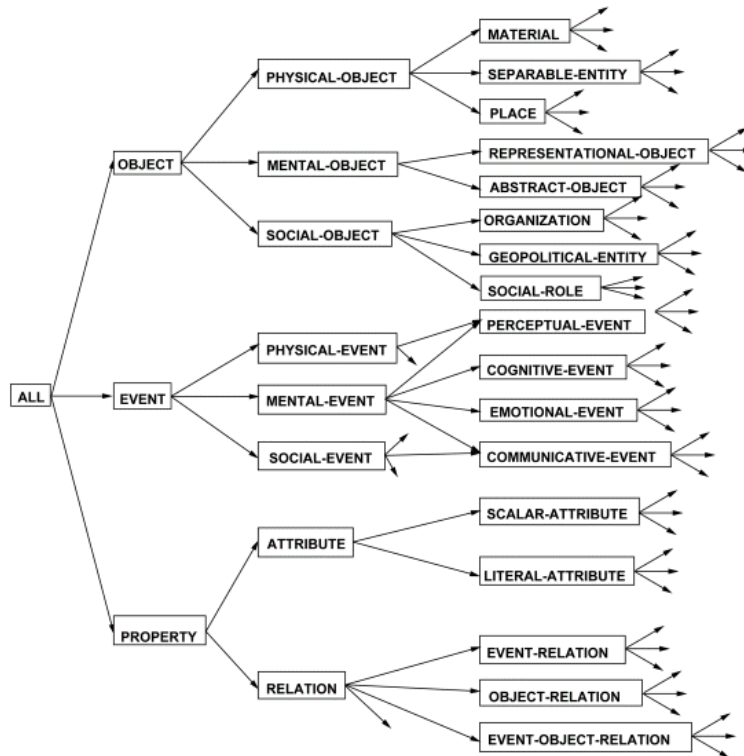 MATERIAL
PHYSICAL-OBJECT
SEPARABLE-ENTITY
PLACE
OBJECT
MENTAL-OBJECT
REPRESENTATIONAL-OBJECT
ABSTRACT-OBJECT
SOCIAL-OBJECT
ORGANIZATION
GEOPOLITICAL-ENTITY
SOCIAL-ROLE
PHYSICAL-EVENT
PERCEPTUAL-EVENT
ALL
EVENT
MENTAL-EVENT
COGNITIVE-EVENT
EMOTIONAL-EVENT
SOCIAL-EVENT
COMMUNICATIVE-EVENT
ATTRIBUTE
SCALAR-ATTRIBUTE
LITERAL-ATTRIBUTE
PROPERTY
RELATION
EVENT-RELATION
OBJECT-RELATION
EVENT-OBJECT-RELATION